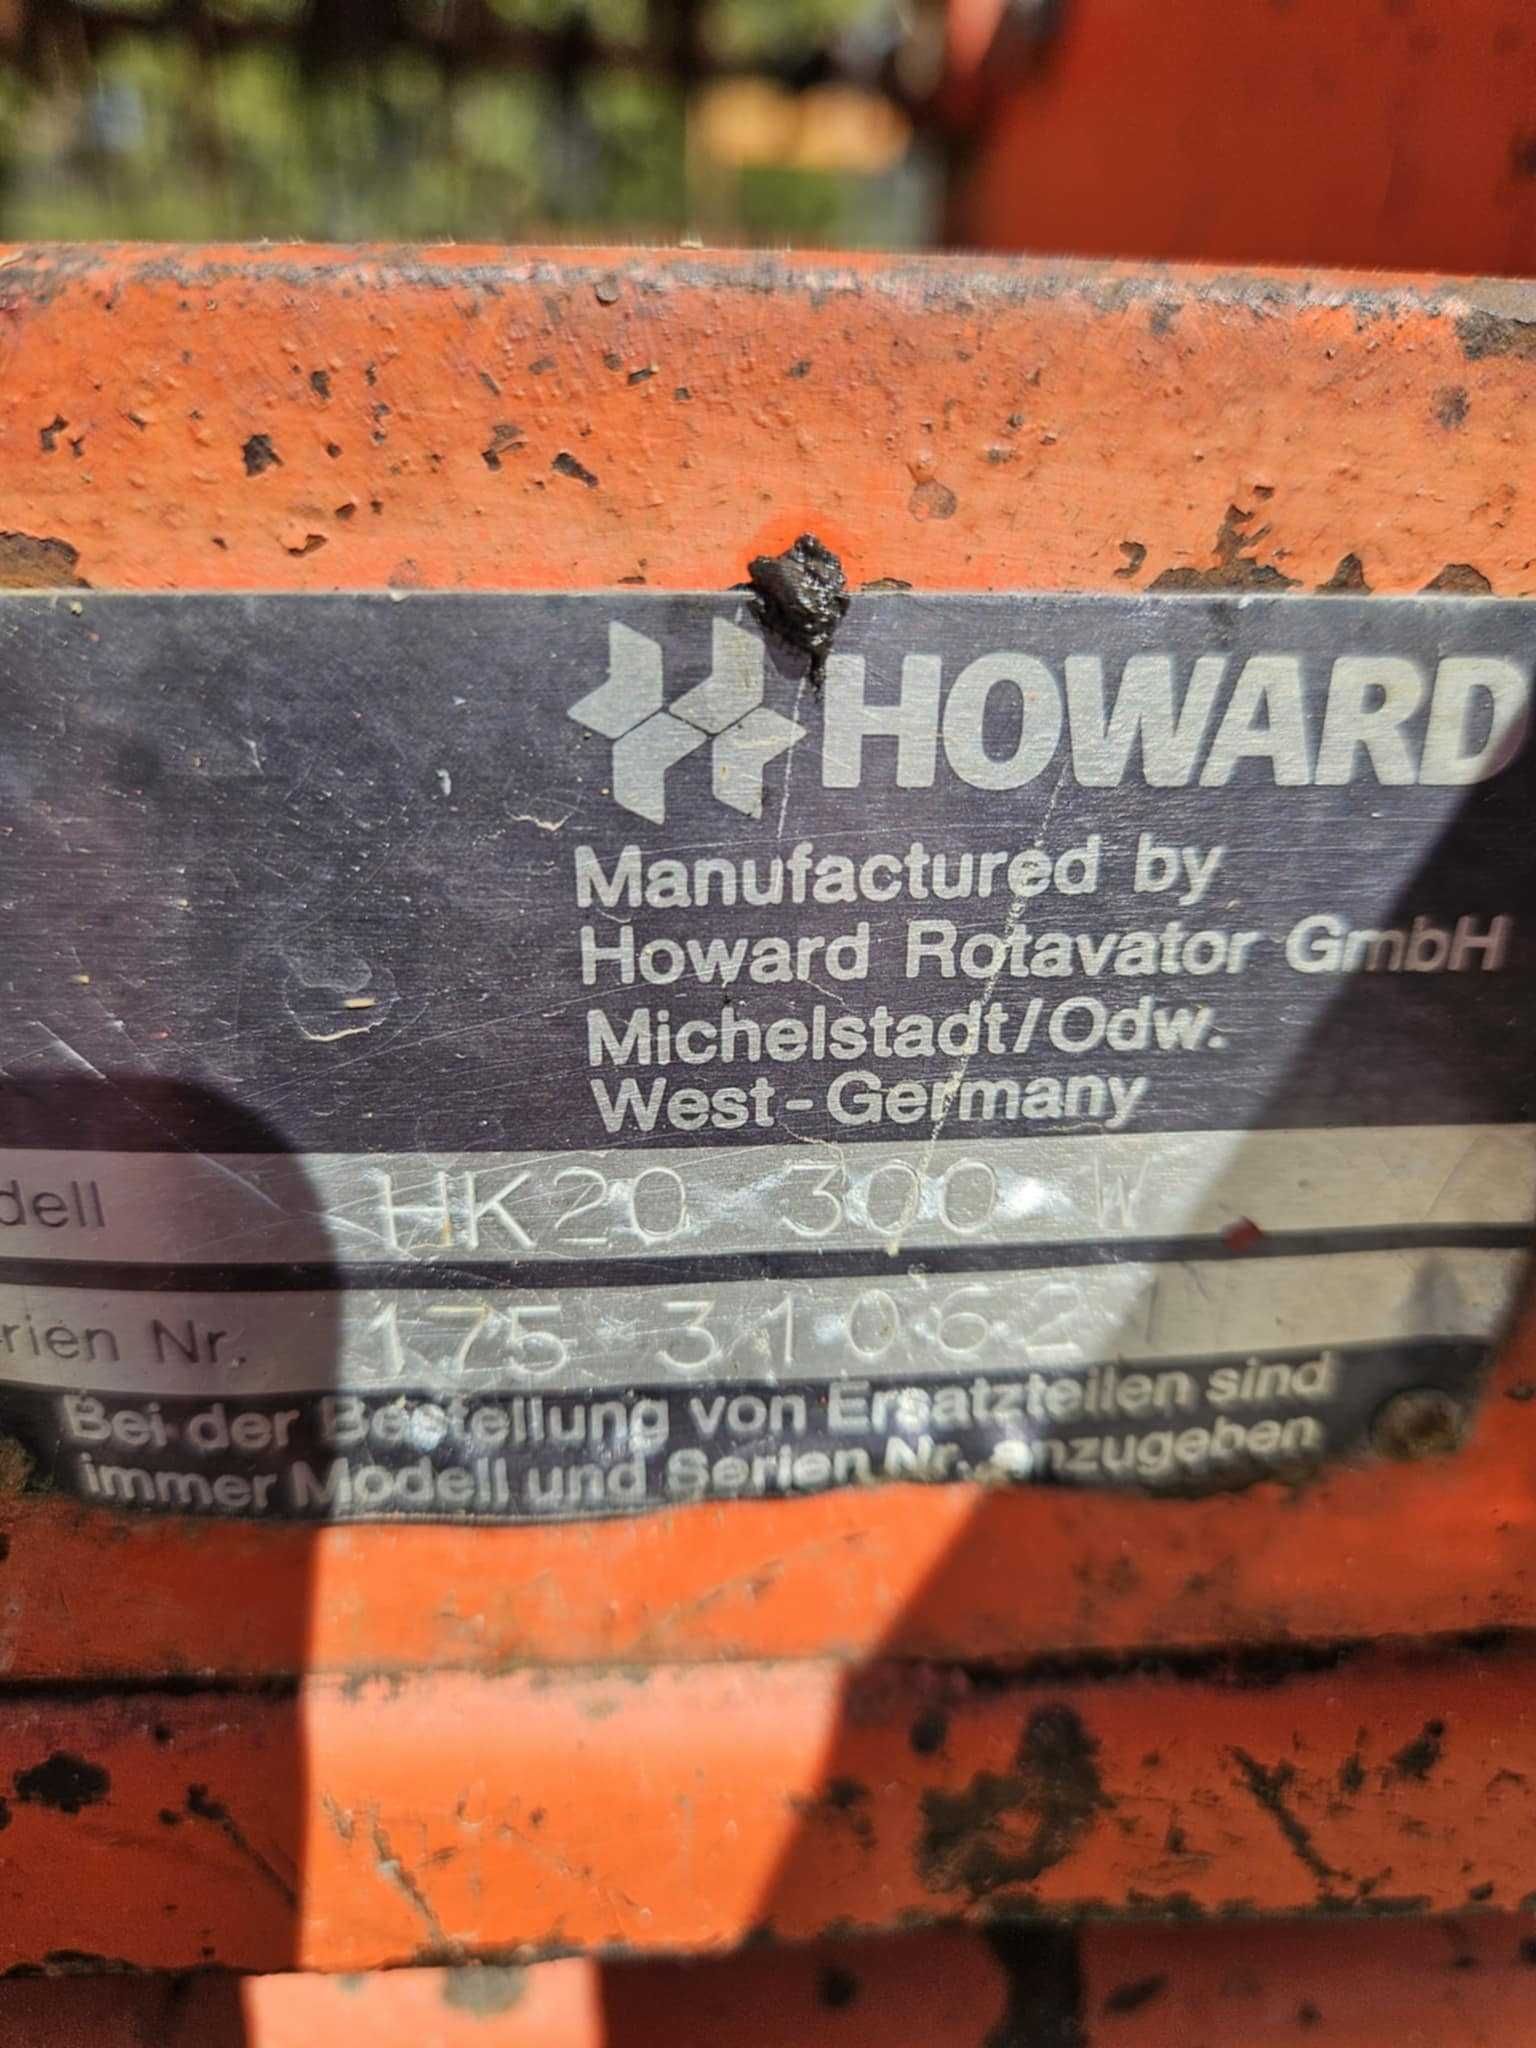 HOWARD
Manufactured by
Howard Rotavator GmbH
Michelstadt/Odw.
West-Germany
dell HK20 300 W
rien Nr. 175 31062
Bei der Bestellung von Ersatzteilen sind
immer Modell und Serien Nr. anzugeben